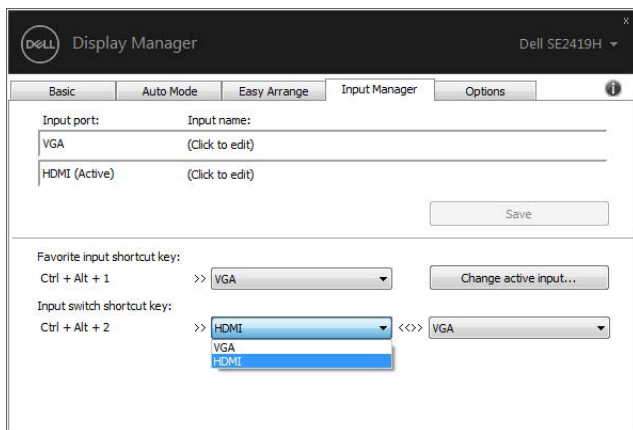 x
DELL Display Manager Dell SE2419H
Basic Auto Mode Easy Arrange Input Manager Options i
Input port: Input name:
VGA (Click to edit)
HDMI (Active) (Click to edit)
Save
Favorite input shortcut key:
Ctrl + Alt + 1 >> VGA Change active input...
Input switch shortcut key:
Ctrl + Alt + 2 >> HDMI <<>> VGA
VGA
HDMI